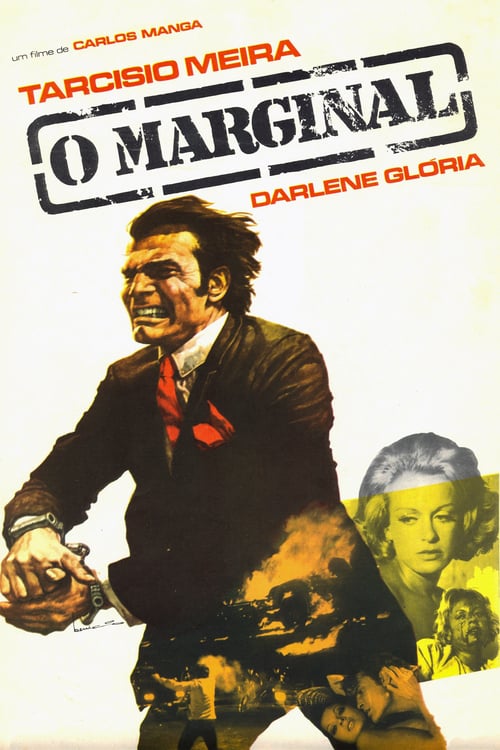 um filme de CARLOS MANGA
TARCISIO MEIRA
O MARGINAL
DARLENE GLÓRIA